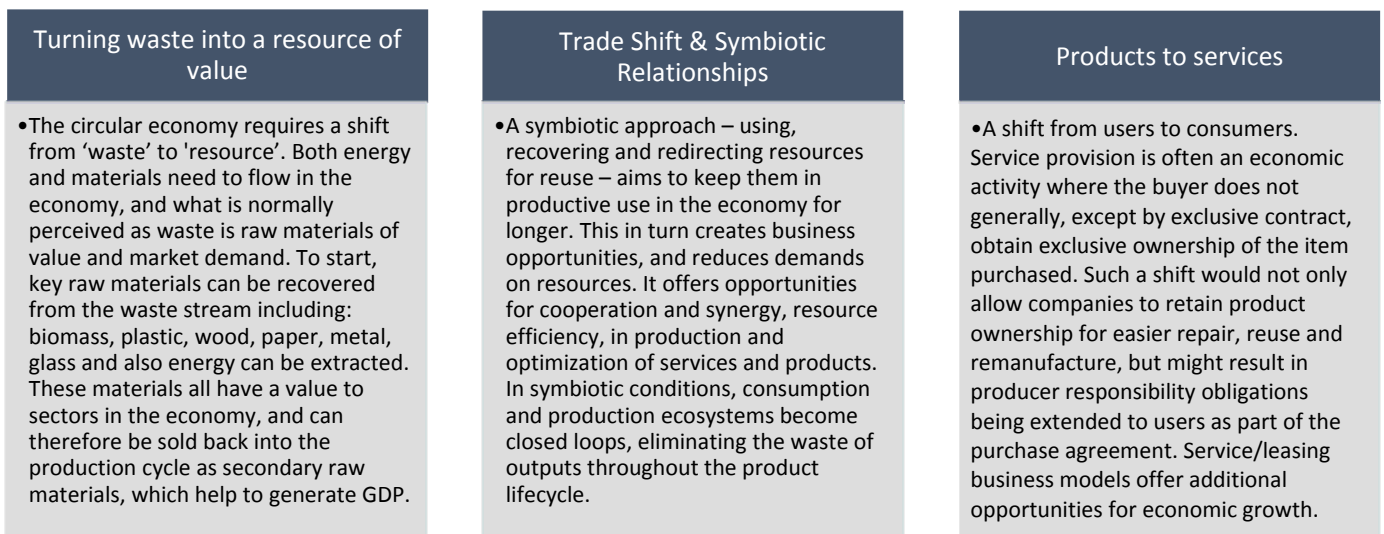 Turning waste into a resource of
value
•The circular economy requires a shift
from ‘waste’ to 'resource’. Both energy
and materials need to flow in the
economy, and what is normally
perceived as waste is raw materials of
value and market demand. To start,
key raw materials can be recovered
from the waste stream including:
biomass, plastic, wood, paper, metal,
glass and also energy can be extracted.
These materials all have a value to
sectors in the economy, and can
therefore be sold back into the
production cycle as secondary raw
materials, which help to generate GDP.
Trade Shift & Symbiotic
Relationships
•A symbiotic approach – using,
recovering and redirecting resources
for reuse – aims to keep them in
productive use in the economy for
longer. This in turn creates business
opportunities, and reduces demands
on resources. It offers opportunities
for cooperation and synergy, resource
efficiency, in production and
optimization of services and products.
In symbiotic conditions, consumption
and production ecosystems become
closed loops, eliminating the waste of
outputs throughout the product
lifecycle.
Products to services
•A shift from users to consumers.
Service provision is often an economic
activity where the buyer does not
generally, except by exclusive contract,
obtain exclusive ownership of the item
purchased. Such a shift would not only
allow companies to retain product
ownership for easier repair, reuse and
remanufacture, but might result in
producer responsibility obligations
being extended to users as part of the
purchase agreement. Service/leasing
business models offer additional
opportunities for economic growth.